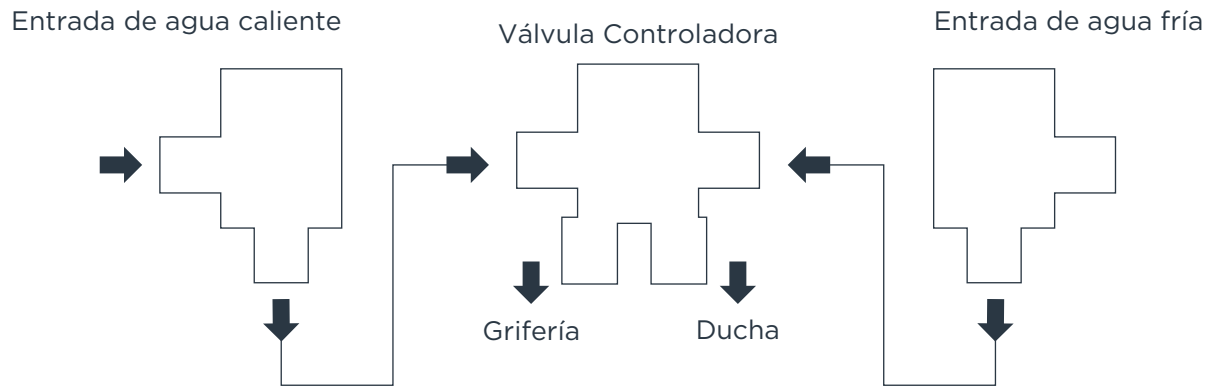 Entrada de agua caliente
Válvula Controladora
Entrada de agua fría
Grifería
Ducha